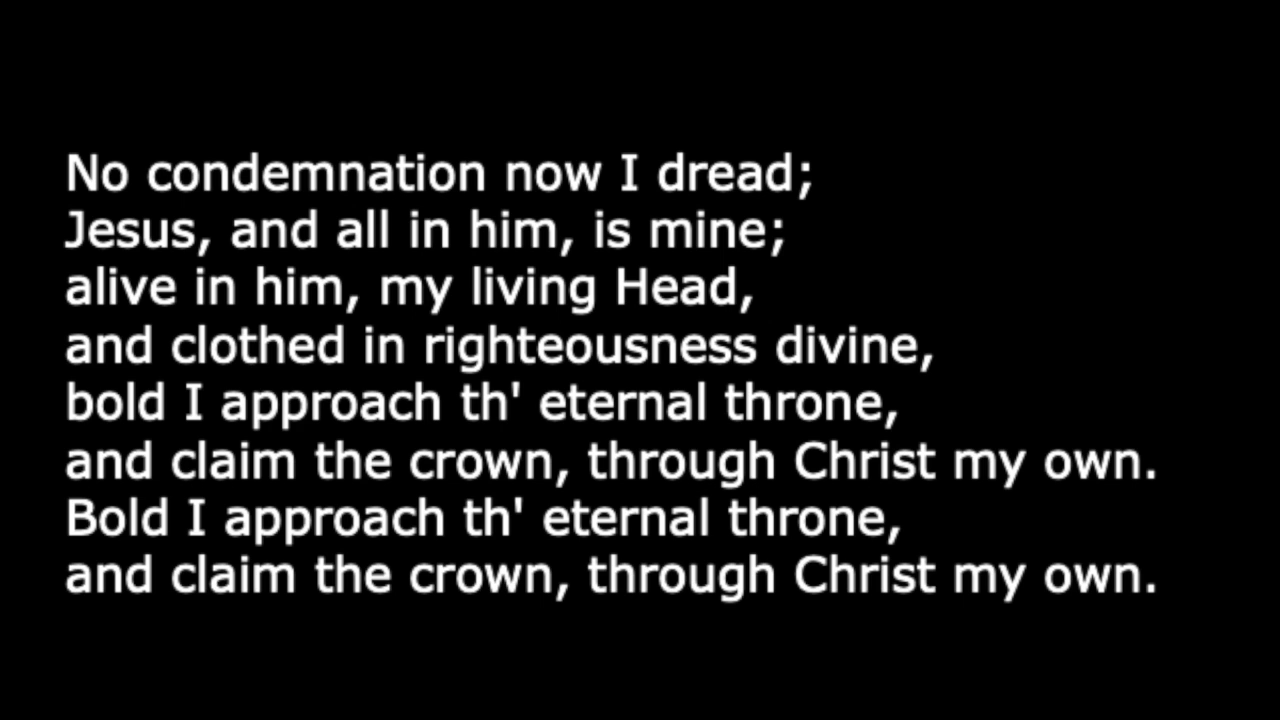 No condemnation now I dread;
Jesus, and all in him, is mine;
alive in him, my living Head,
and clothed in righteousness divine,
bold I approach th' eternal throne,
and claim the crown, through Christ my own.
Bold I approach th' eternal throne,
and claim the crown, through Christ my own.